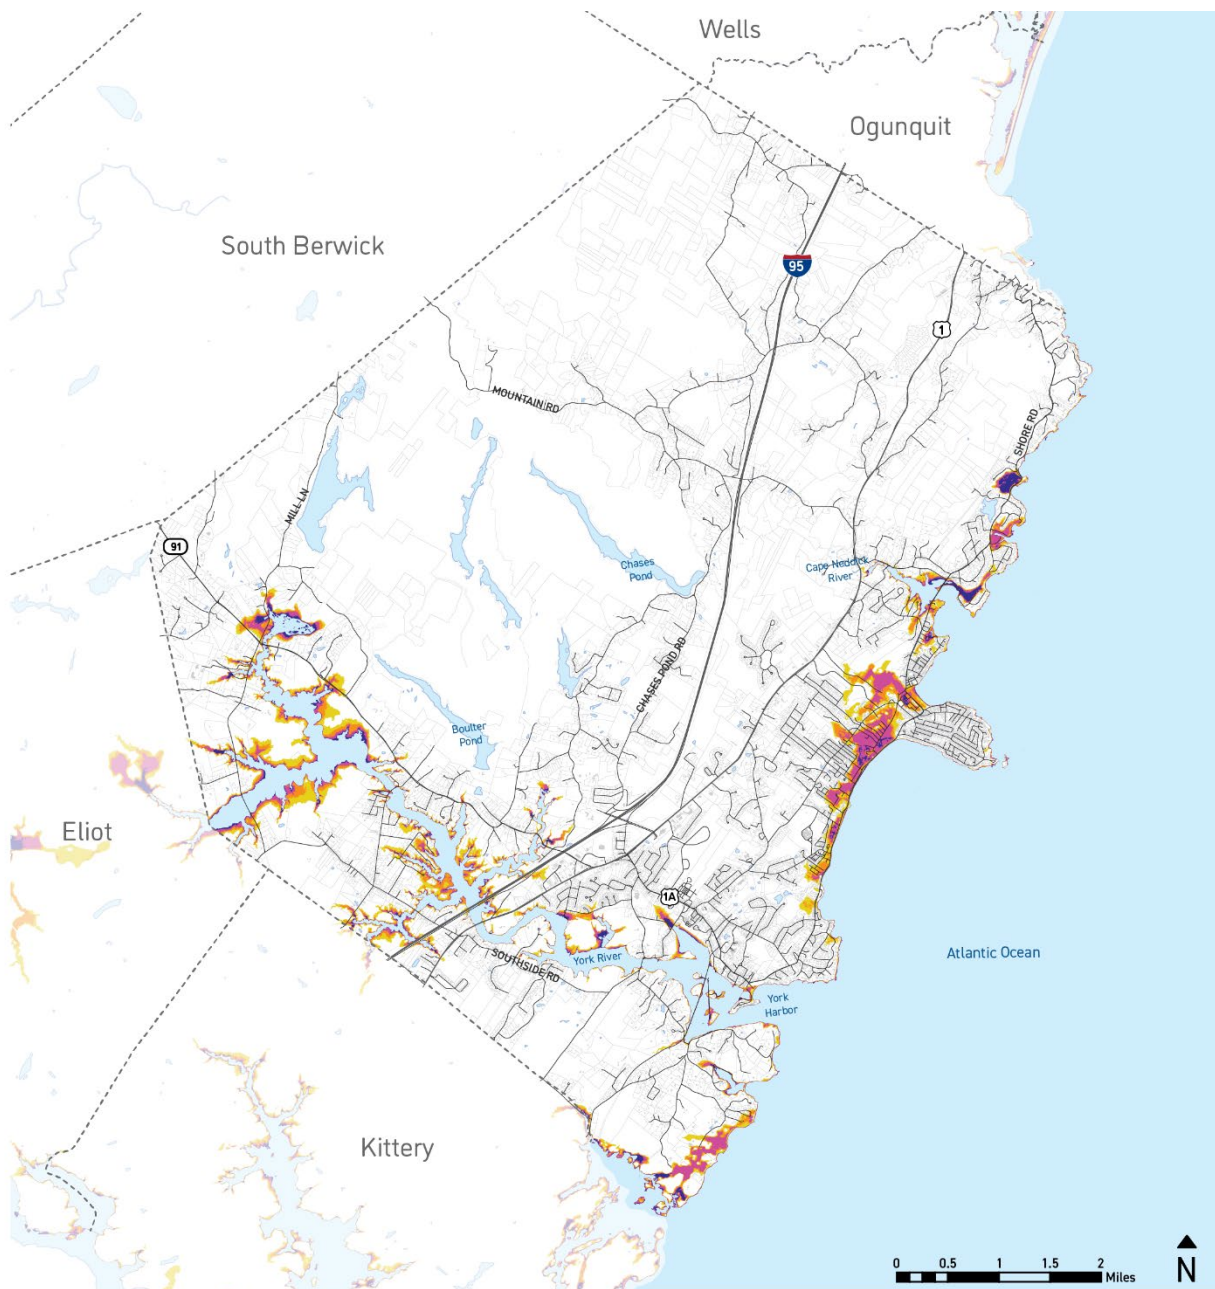 Wells
Ogunquit
South Berwick
95
1
MOUNTAIN RD
SHORE RD
MILL LN
91
Chases
Pond
Cape Neddick
River
CHASES POND RD
Boulter
Pond
Eliot
1A
Atlantic Ocean
York River
SOUTHSIDE RD
York
Harbor
Kittery
0 0.5 1 1.5 2
Miles
N